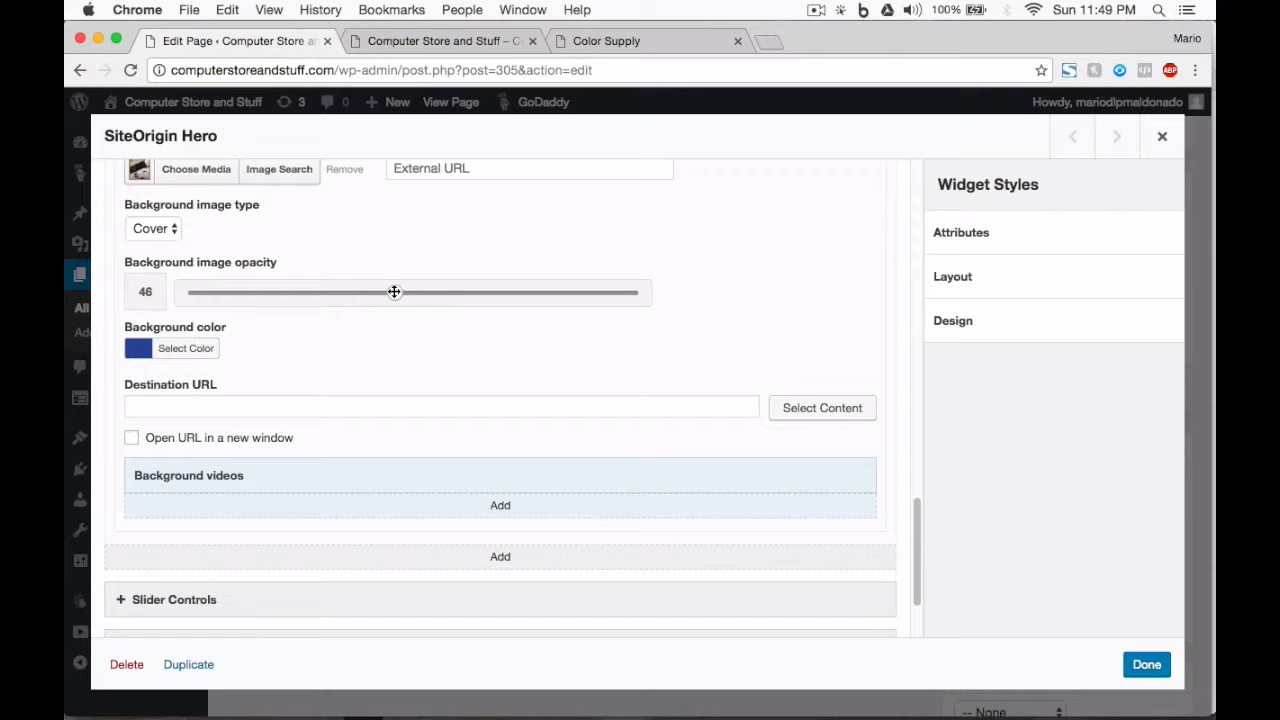 Chrome File Edit View History Bookmarks People Window Help 100% Sun 11:49 PM
Edit Page ‹ Computer Store an Computer Store and Stuff – Co Color Supply Mario
computerstoreandstuff.com/wp-admin/post.php?post=305&action=edit ABP
Computer Store and Stuff 3 0 New View Page GoDaddy Howdy, mariodlpmaldonado
SiteOrigin Hero
Choose Media Image Search Remove External URL
Widget Styles
Background image type
Cover
Attributes
Background image opacity
Layout
46
Background color
Design
Select Color
Destination URL
Select Content
Open URL in a new window
Background videos
Add
Add
+ Slider Controls
Delete Duplicate Done
All
Add
-- None